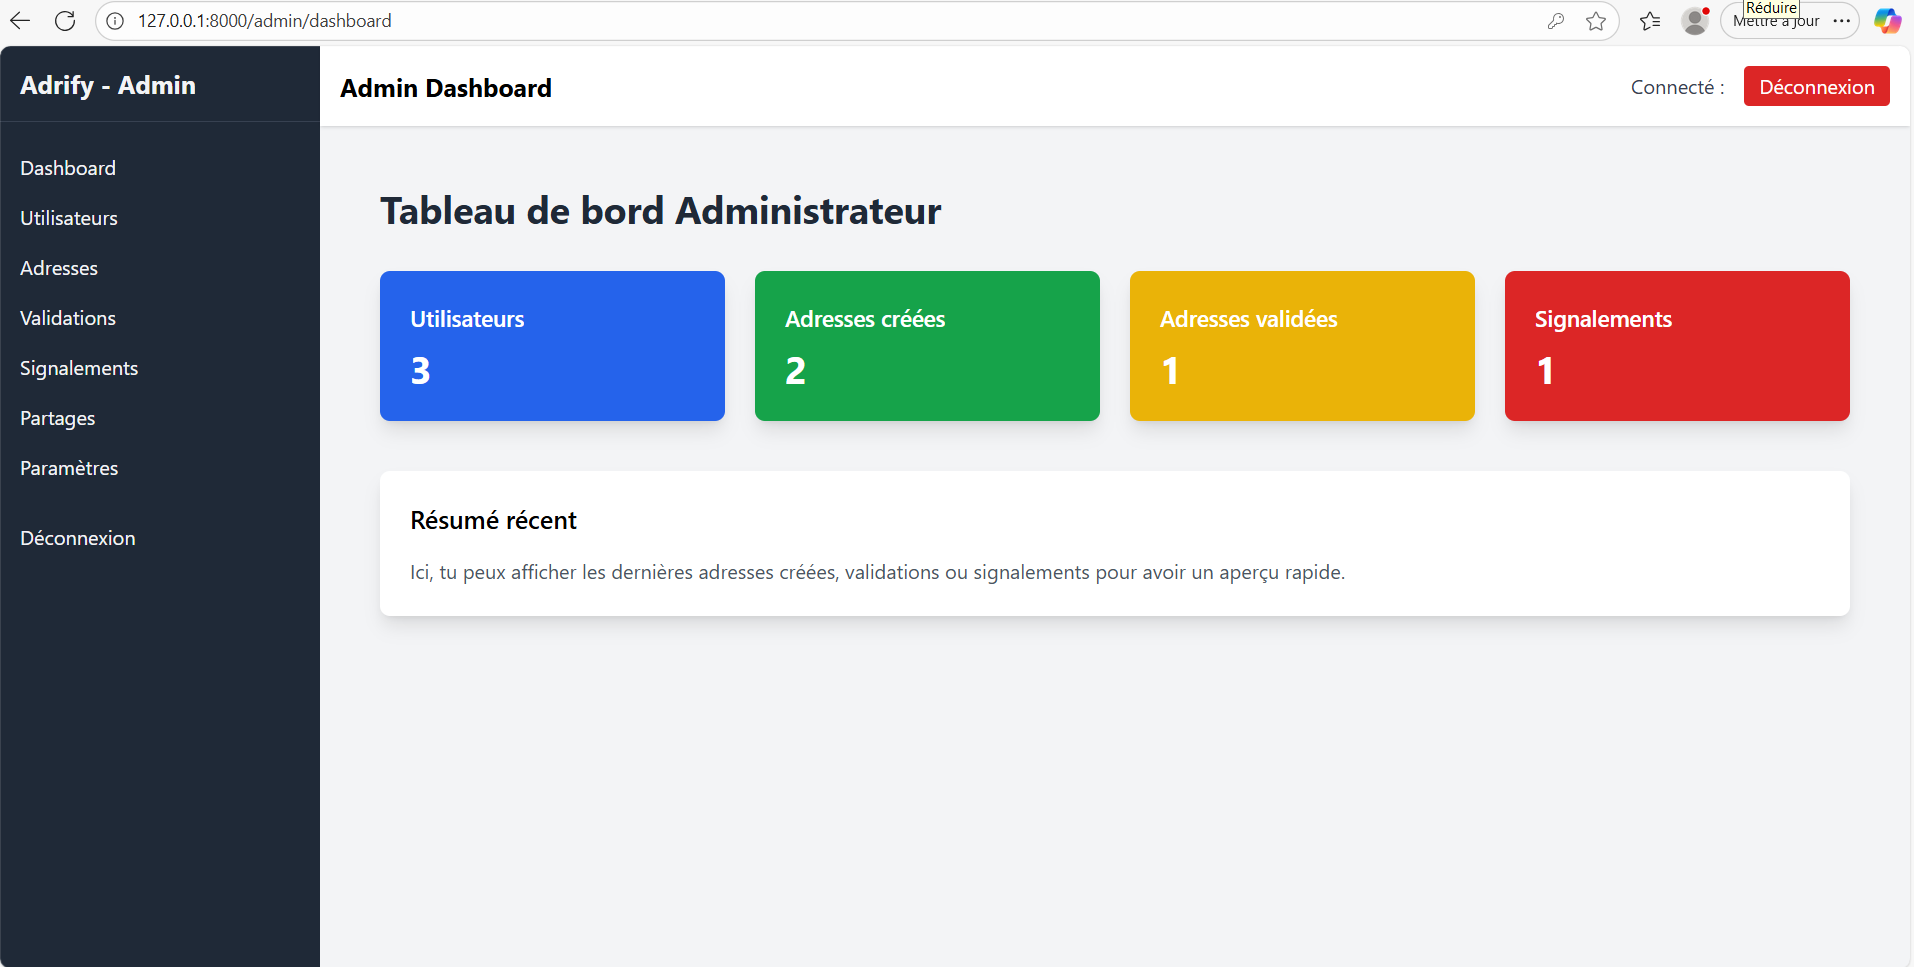 127.0.0.1:8000/admin/dashboard
Réduire
Mettre à jour
Adrify - Admin
Admin Dashboard
Connecté :
Déconnexion
Dashboard
Utilisateurs
Adresses
Validations
Signalements
Partages
Paramètres
Déconnexion
Tableau de bord Administrateur
Utilisateurs
3
Adresses créées
2
Adresses validées
1
Signalements
1
Résumé récent
Ici, tu peux afficher les dernières adresses créées, validations ou signalements pour avoir un aperçu rapide.